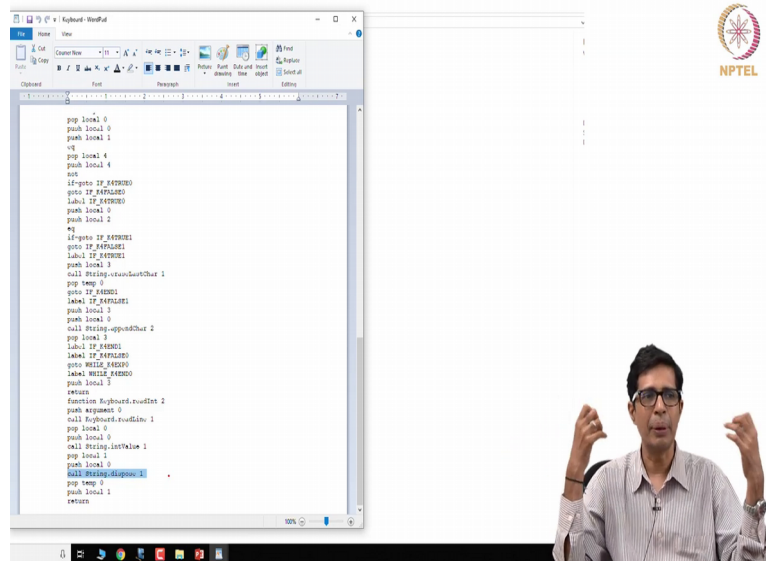 Keyboard - WordPad
File Home View
Cut
Copy
Paste
Courier New 11
Picture Paint drawing Date and time Insert object
Find
Replace
Select all
Clipboard Font Paragraph Insert Editing
pop local 0
push local 0
push local 1
eq
pop local 4
push local 4
not
if-goto IF_K4TRUE0
goto IF_K4FALSE0
label IF_K4TRUE0
push local 0
push local 2
eq
if-goto IF_K4TRUE1
goto IF_K4FALSE1
label IF_K4TRUE1
push local 3
call String.eraseLastChar 1
pop temp 0
goto IF_K4END1
label IF_K4FALSE1
push local 3
push local 0
call String.appendChar 2
pop local 3
label IF_K4END1
label IF_K4FALSE0
goto WHILE_K4EXP0
label WHILE_K4END0
push local 3
return
function Keyboard.readInt 2
push argument 0
call Keyboard.readLine 1
pop local 0
push local 0
call String.intValue 1
pop local 1
push local 0
call String.dispose 1
pop temp 0
push local 1
return
100%
NPTEL